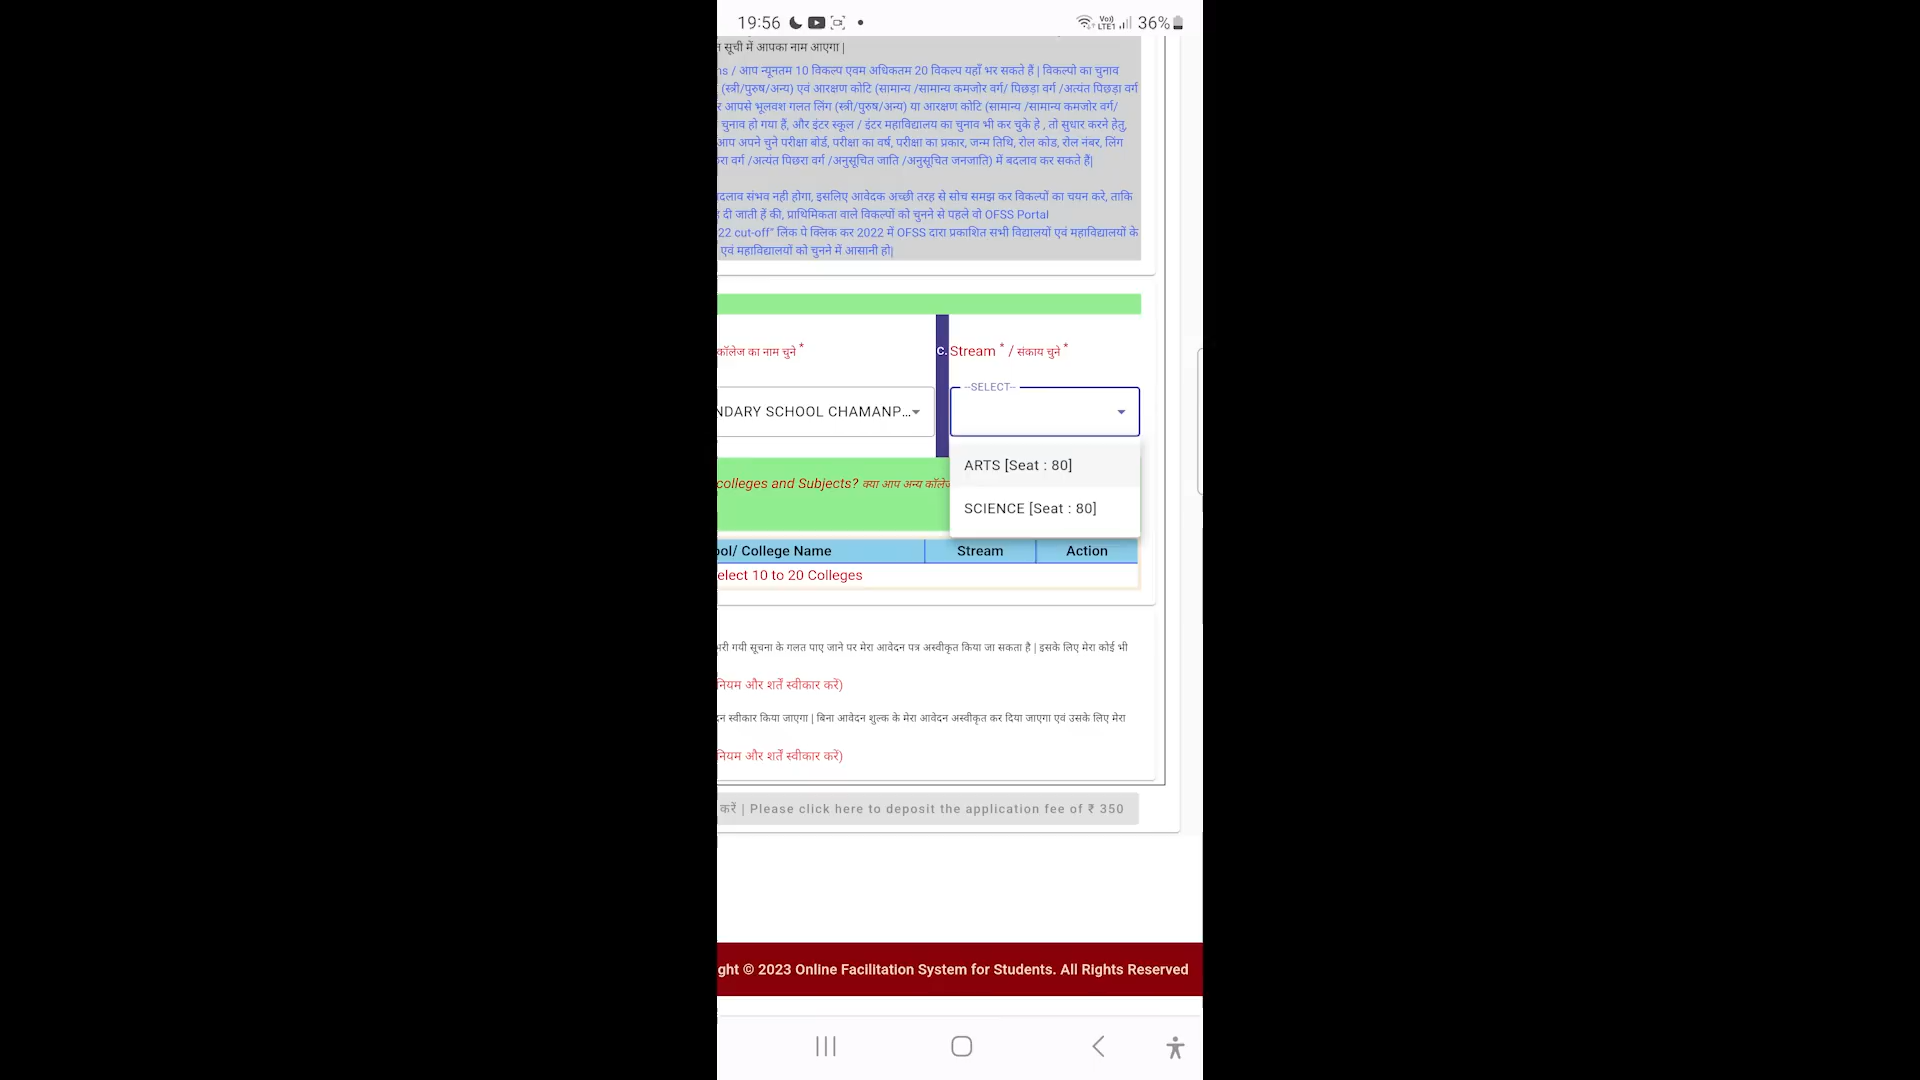 19:56 Vo)) LTE1 36%
सूची में आपका नाम आएगा |
ns / आप न्यूनतम 10 विकल्प एवम अधिकतम 20 विकल्प यहाँ भर सकते हैं | विकल्पो का चुनाव
(स्त्री/पुरुष/अन्य) एवं आरक्षण कोटि (सामान्य /सामान्य कमजोर वर्ग/ पिछड़ा वर्ग /अत्यंत पिछड़ा वर्ग
र आपसे भूलवश गलत लिंग (स्त्री/पुरुष/अन्य) या आरक्षण कोटि (सामान्य /सामान्य कमजोर वर्ग/
चुनाव हो गया हैं, और इंटर स्कूल / इंटर महाविद्यालय का चुनाव भी कर चुके हे , तो सुधार करने हेतु,
आप अपने चुने परीक्षा बोर्ड, परीक्षा का वर्ष, परीक्षा का प्रकार, जन्म तिथि, रोल कोड, रोल नंबर, लिंग
छरा वर्ग /अत्यंत पिछरा वर्ग /अनुसूचित जाति /अनुसूचित जनजाति) में बदलाव कर सकते हैं|
बदलाव संभव नही होगा, इसलिए आवेदक अच्छी तरह से सोच समझ कर विकल्पों का चयन करे, ताकि
दी जाती हें की, प्राथिमिकता वाले विकल्पों को चुनने से पहले वो OFSS Portal
22 cut-off" लिंक पे क्लिक कर 2022 में OFSS दारा प्रकाशित सभी विद्यालयों एवं महाविद्यालयों के
एवं महाविद्यालयों को चुनने में आसानी हो|
कॉलेज का नाम चुने *
C. Stream * / संकाय चुने *
--SELECT--
NDARY SCHOOL CHAMANP...
ARTS [Seat : 80]
colleges and Subjects? क्या आप अन्य कॉलेज
SCIENCE [Seat : 80]
ool/ College Name Stream Action
elect 10 to 20 Colleges
भरी गयी सूचना के गलत पाए जाने पर मेरा आवेदन पत्र अस्वीकृत किया जा सकता है | इसके लिए मेरा कोई भी
नियम और शर्तें स्वीकार करें)
दन स्वीकार किया जाएगा | बिना आवेदन शुल्क के मेरा आवेदन अस्वीकृत कर दिया जाएगा एवं उसके लिए मेरा
नियम और शर्तें स्वीकार करें)
करें | Please click here to deposit the application fee of ₹ 350
ght © 2023 Online Facilitation System for Students. All Rights Reserved